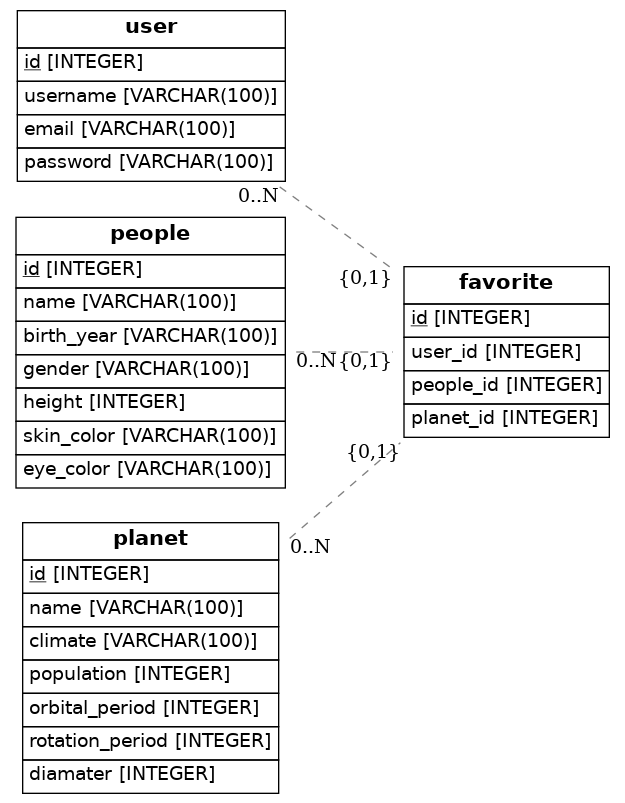 user
id [INTEGER]
username [VARCHAR(100)]
email [VARCHAR(100)]
password [VARCHAR(100)]
0..N
{0,1}
people
id [INTEGER]
name [VARCHAR(100)]
birth_year [VARCHAR(100)]
gender [VARCHAR(100)]
height [INTEGER]
skin_color [VARCHAR(100)]
eye_color [VARCHAR(100)]
0..N
{0,1}
favorite
id [INTEGER]
user_id [INTEGER]
people_id [INTEGER]
planet_id [INTEGER]
{0,1}
0..N
planet
id [INTEGER]
name [VARCHAR(100)]
climate [VARCHAR(100)]
population [INTEGER]
orbital_period [INTEGER]
rotation_period [INTEGER]
diamater [INTEGER]